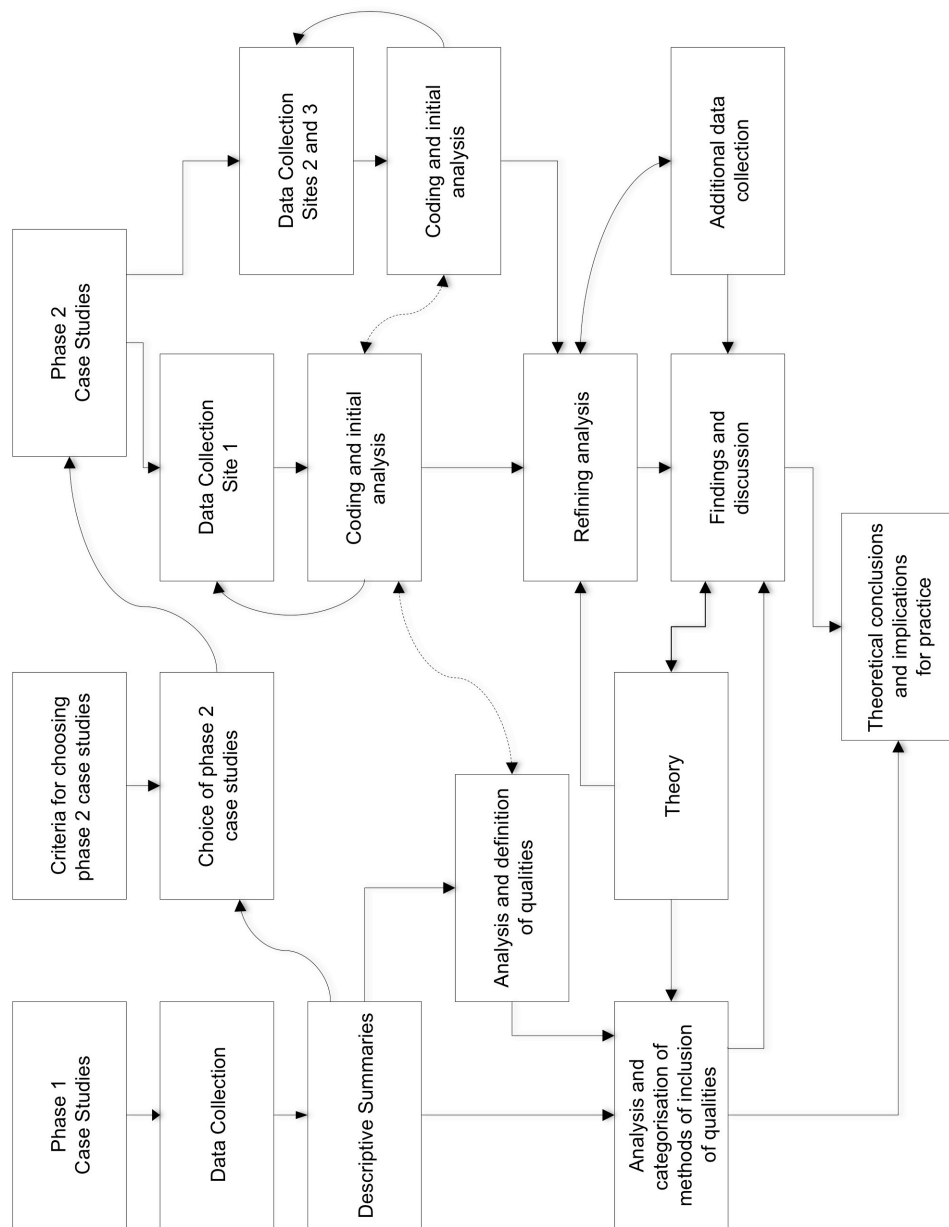 Phase 1
Case Studies
Criteria for choosing
phase 2 case studies
Phase 2
Case Studies
Data Collection
Choice of phase 2
case studies
Data Collection
Site 1
Data Collection
Sites 2 and 3
Descriptive Summaries
Coding and initial
analysis
Coding and initial
analysis
Analysis and definition
of qualities
Refining analysis
Analysis and
categorisation of
methods of inclusion
of qualities
Theory
Findings and
discussion
Additional data
collection
Theoretical conclusions
and implications
for practice